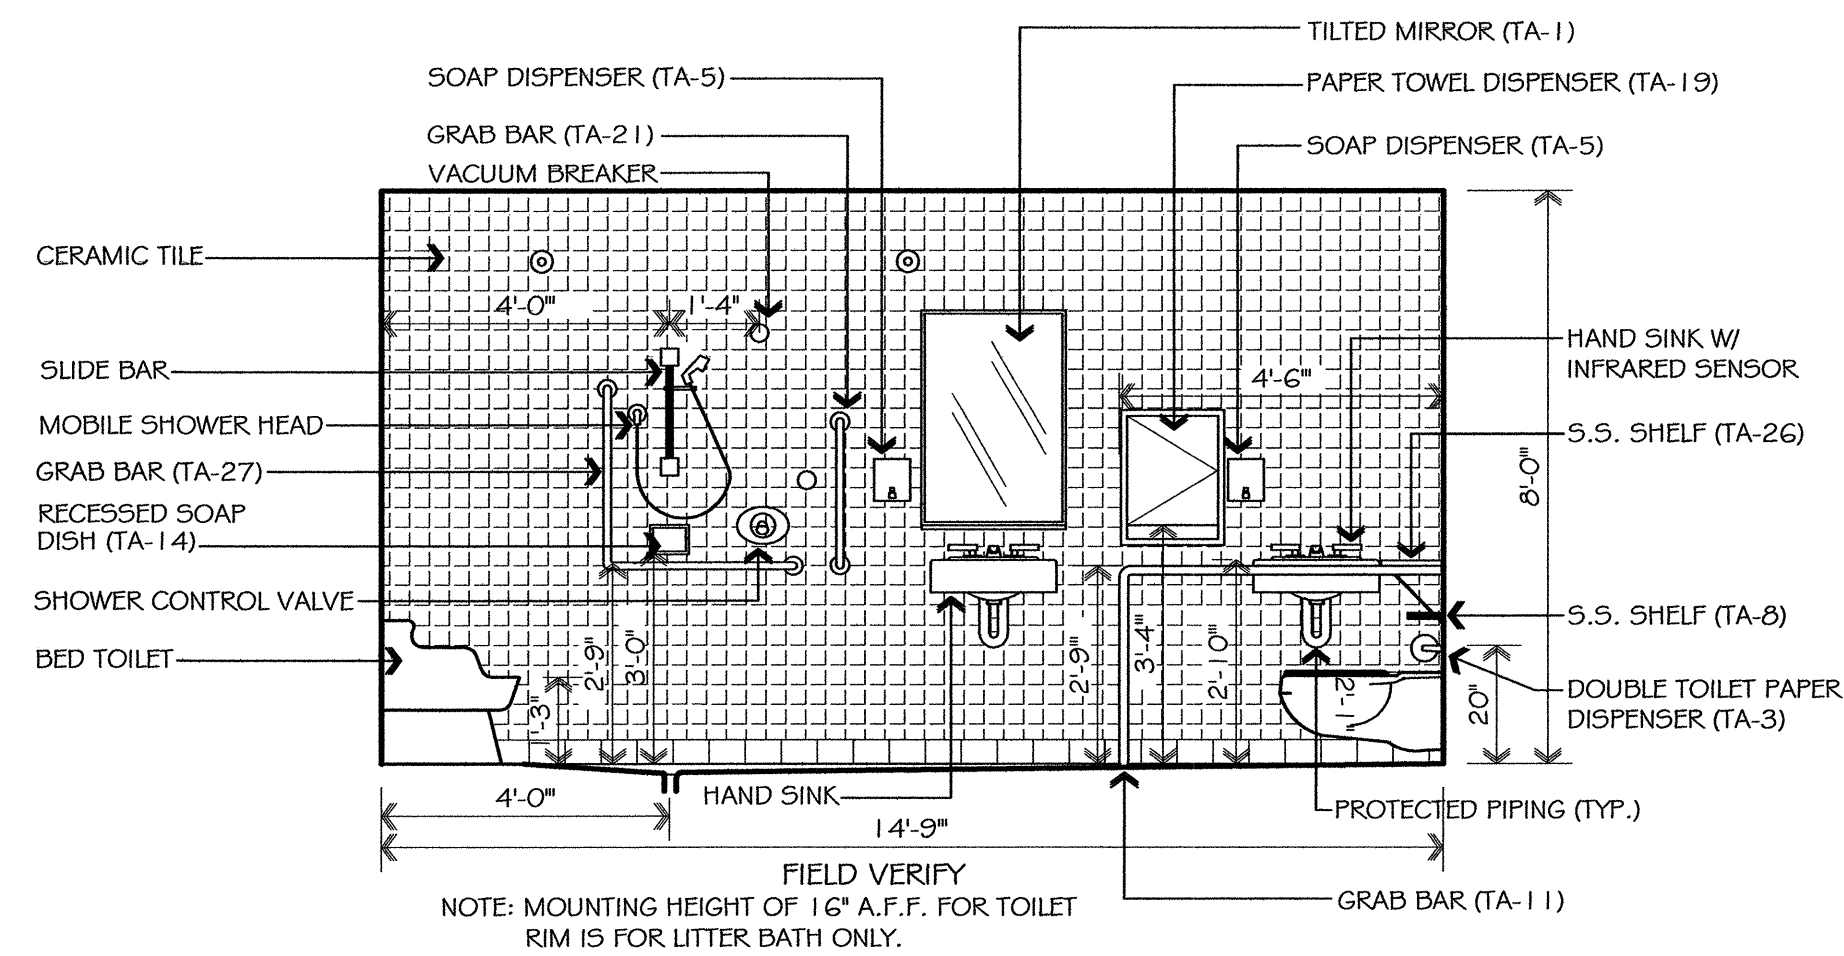 TILTED MIRROR (TA-1)
SOAP DISPENSER (TA-5)
PAPER TOWEL DISPENSER (TA-19)
GRAB BAR (TA-21)
SOAP DISPENSER (TA-5)
VACUUM BREAKER
CERAMIC TILE
4'-0"
1'-4"
HAND SINK W/
INFRARED SENSOR
SLIDE BAR
4'-6"
MOBILE SHOWER HEAD
S.S. SHELF (TA-26)
GRAB BAR (TA-27)
8'-0"
RECESSED SOAP
DISH (TA-14)
SHOWER CONTROL VALVE
S.S. SHELF (TA-8)
BED TOILET
1'-3"
2'-9"
3'-0"
2'-9"
3'-4"
2'-10"
1'-2"
20"
DOUBLE TOILET PAPER
DISPENSER (TA-3)
4'-0"
HAND SINK
PROTECTED PIPING (TYP.)
14'-9"
FIELD VERIFY
GRAB BAR (TA-11)
NOTE: MOUNTING HEIGHT OF 16" A.F.F. FOR TOILET
RIM IS FOR LITTER BATH ONLY.